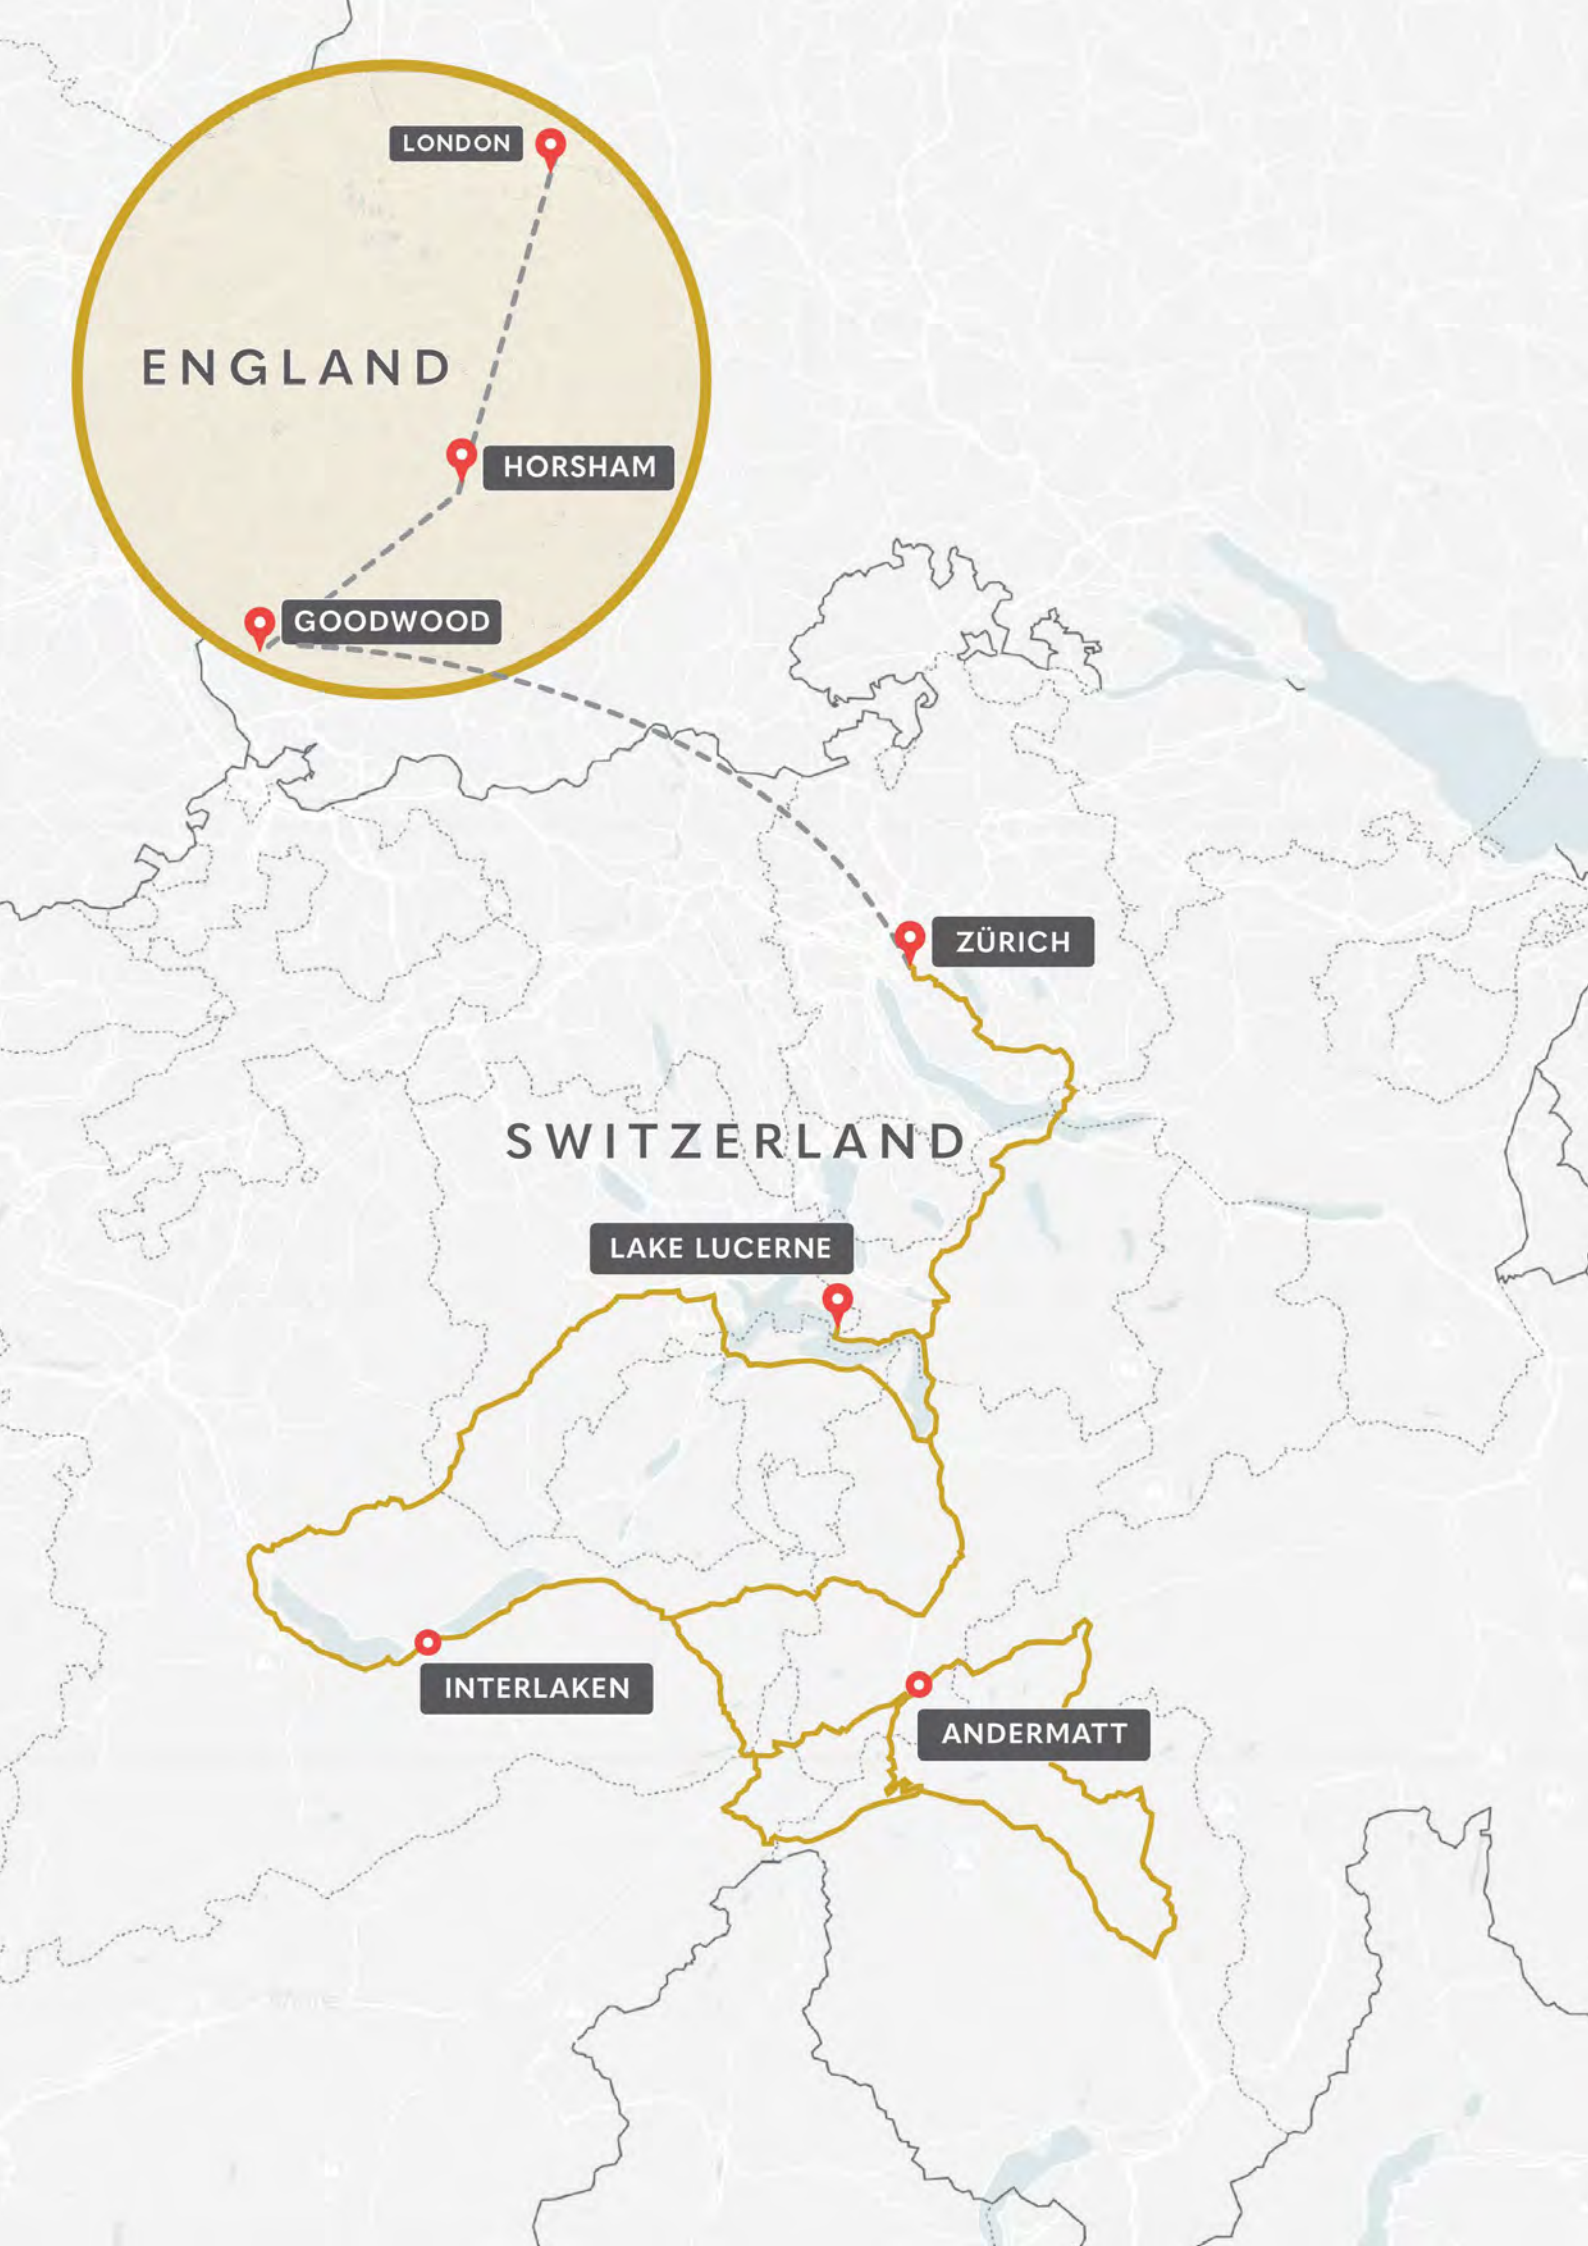 LONDON
ENGLAND
HORSHAM
GOODWOOD
ZÜRICH
SWITZERLAND
LAKE LUCERNE
INTERLAKEN
ANDERMATT